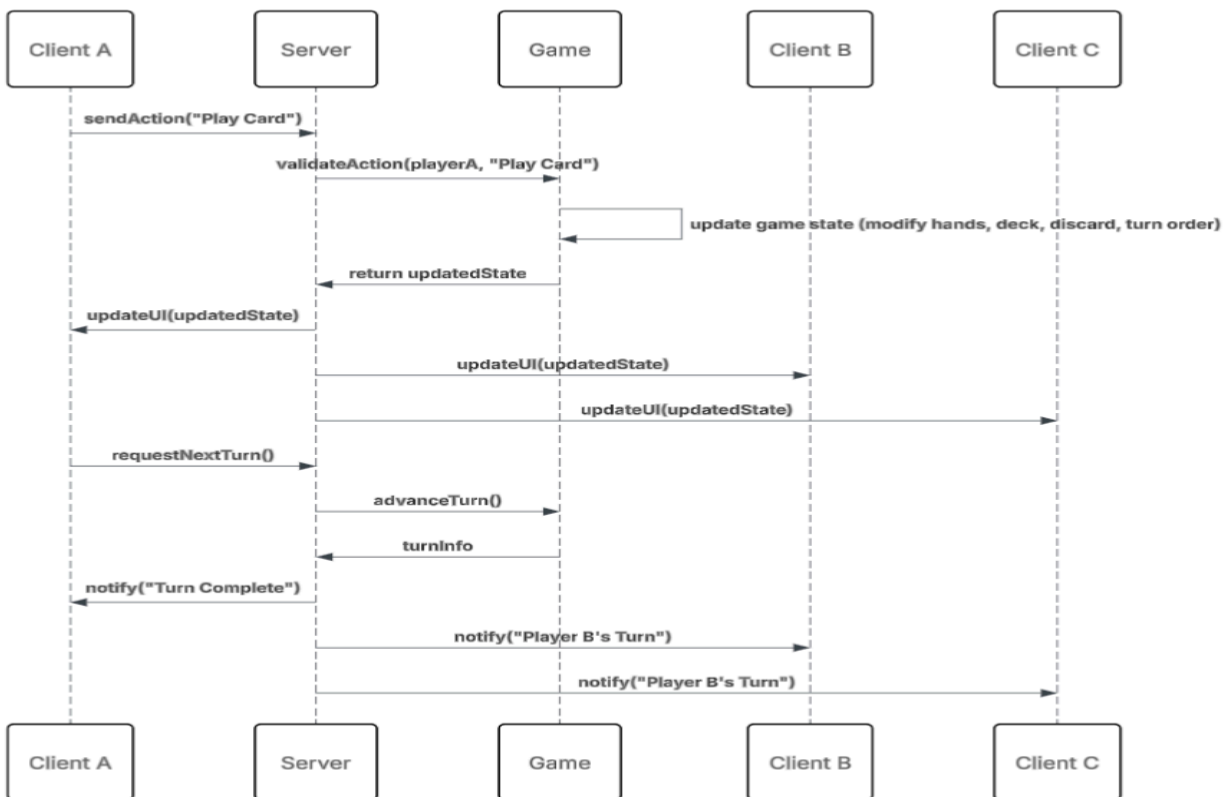 Client A
Server
Game
Client B
Client C
sendAction("Play Card")
validateAction(playerA, "Play Card")
update game state (modify hands, deck, discard, turn order)
return updatedState
updateUI(updatedState)
updateUI(updatedState)
updateUI(updatedState)
requestNextTurn()
advanceTurn()
turnInfo
notify("Turn Complete")
notify("Player B's Turn")
notify("Player B's Turn")
Client A
Server
Game
Client B
Client C